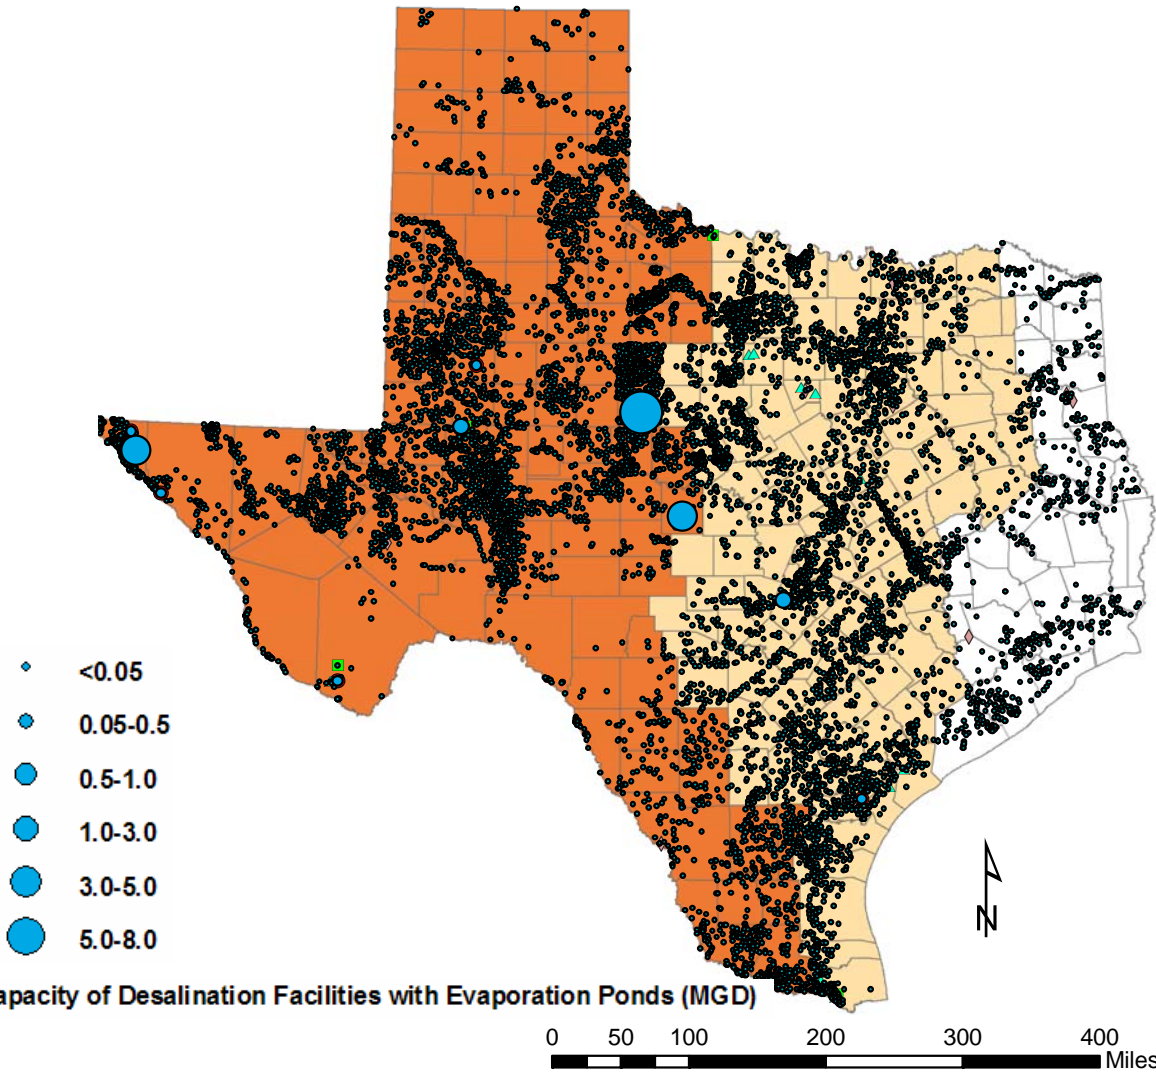 <0.05
0.05-0.5
0.5-1.0
1.0-3.0
3.0-5.0
5.0-8.0
N
apacity of Desalination Facilities with Evaporation Ponds (MGD)
0 50 100 200 300 400
Miles